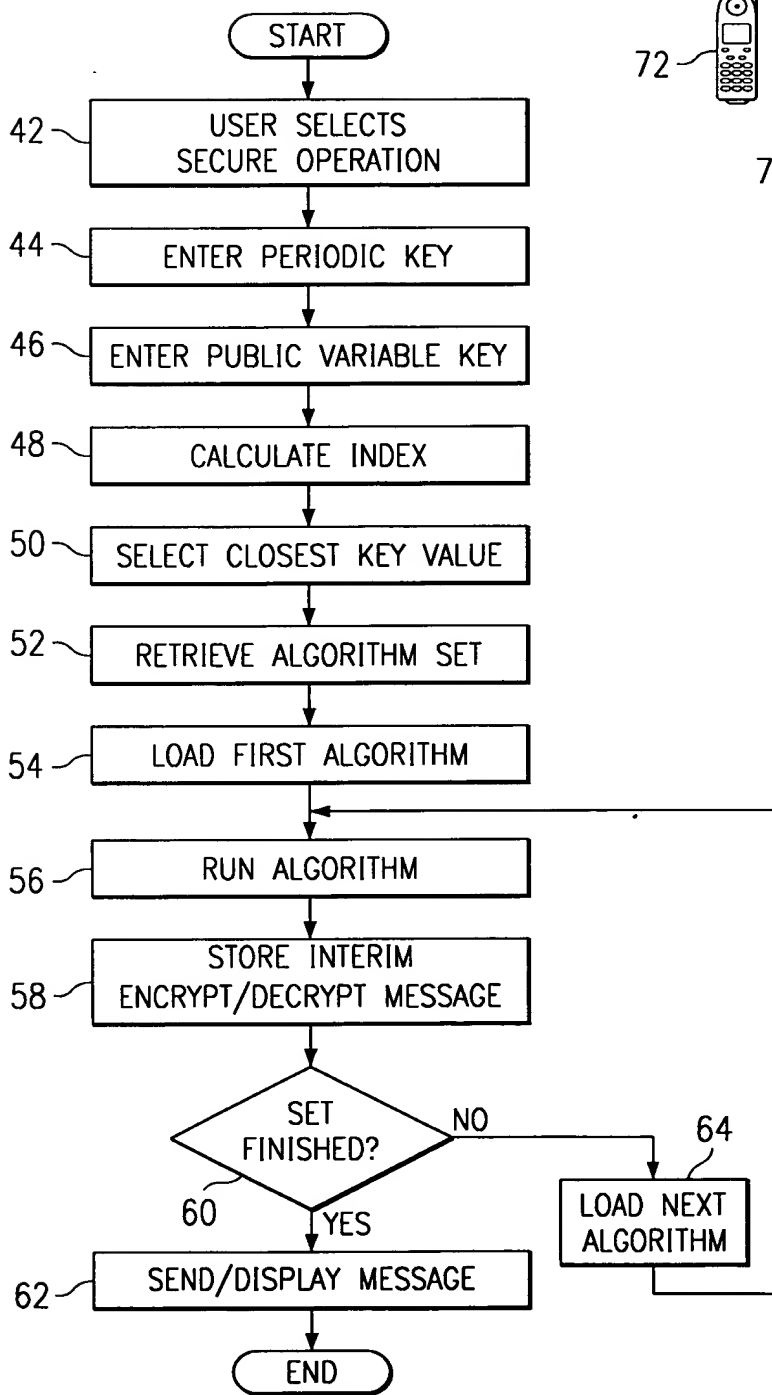 START
72
42
USER SELECTS
SECURE OPERATION
7
44
ENTER PERIODIC KEY
46
ENTER PUBLIC VARIABLE KEY
48
CALCULATE INDEX
50
SELECT CLOSEST KEY VALUE
52
RETRIEVE ALGORITHM SET
54
LOAD FIRST ALGORITHM
56
RUN ALGORITHM
58
STORE INTERIM
ENCRYPT/DECRYPT MESSAGE
SET
FINISHED?
NO
60
YES
64
LOAD NEXT
ALGORITHM
62
SEND/DISPLAY MESSAGE
END